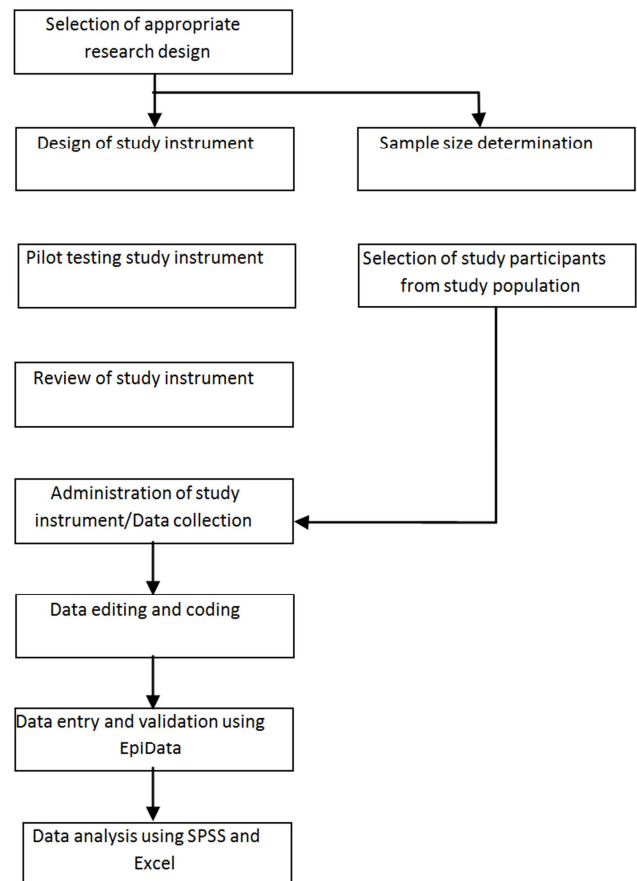 Selection of appropriate
research design
Design of study instrument
Sample size determination
Pilot testing study instrument
Selection of study participants
from study population
Review of study instrument
Administration of study
instrument/Data collection
Data editing and coding
Data entry and validation using
EpiData
Data analysis using SPSS and
Excel